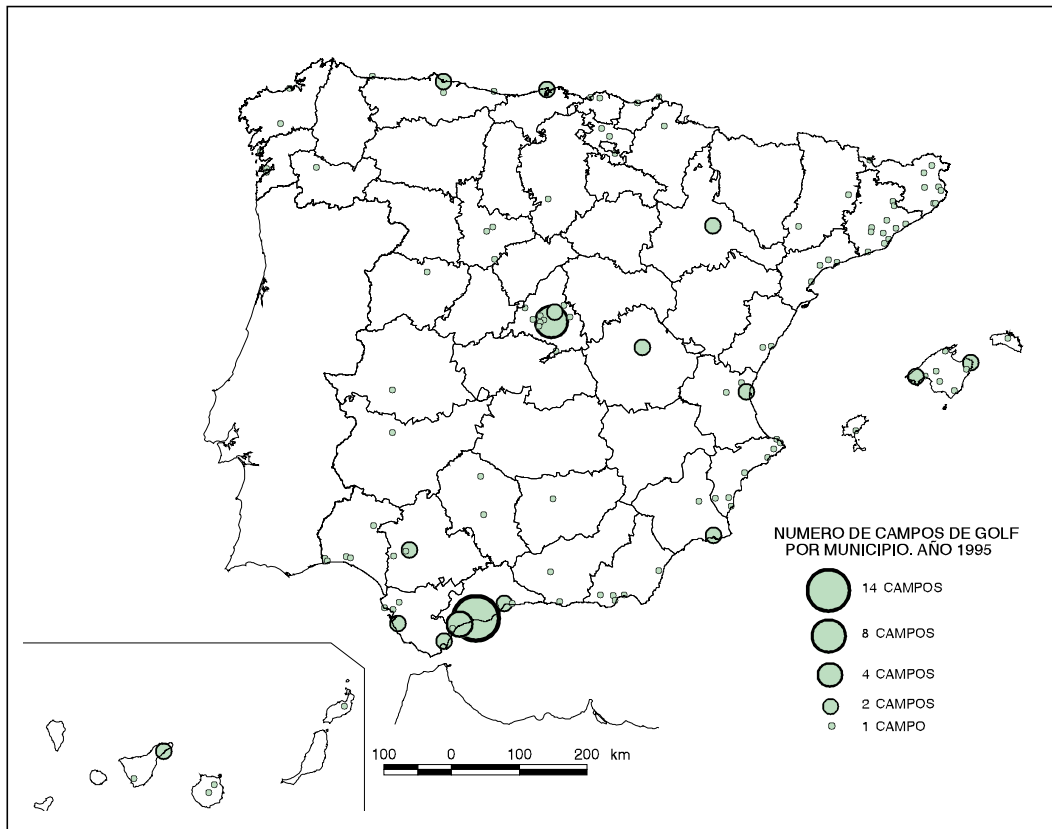 NUMERO DE CAMPOS DE GOLF
POR MUNICIPIO. AÑO 1995
14 CAMPOS
8 CAMPOS
4 CAMPOS
2 CAMPOS
1 CAMPO
100 0 100 200 km